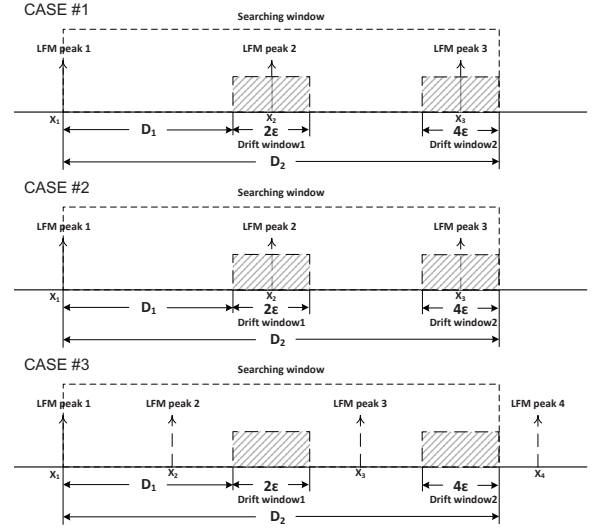 CASE #1
Searching window
LFM peak 1 LFM peak 2 LFM peak 3
X₁ X₂ X₃
D₁ 2ε 4ε
Drift window1 Drift window2
D₂
CASE #2
Searching window
LFM peak 1 LFM peak 2 LFM peak 3
X₁ X₂ X₃
D₁ 2ε 4ε
Drift window1 Drift window2
D₂
CASE #3
Searching window
LFM peak 1 LFM peak 2 LFM peak 3 LFM peak 4
X₁ X₂ X₃ X₄
D₁ 2ε 4ε
Drift window1 Drift window2
D₂